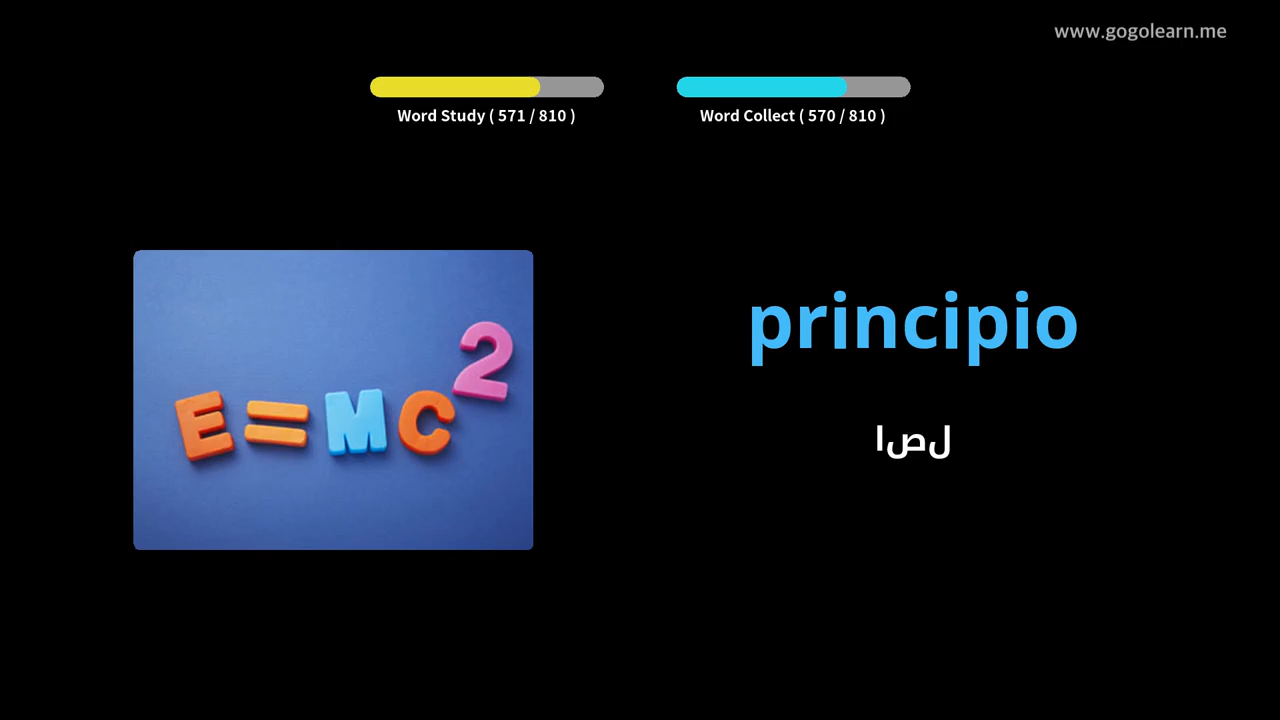 www.gogolearn.me
Word Study ( 571 / 810 )
Word Collect ( 570 / 810 )
E=MC²
principio
اصل